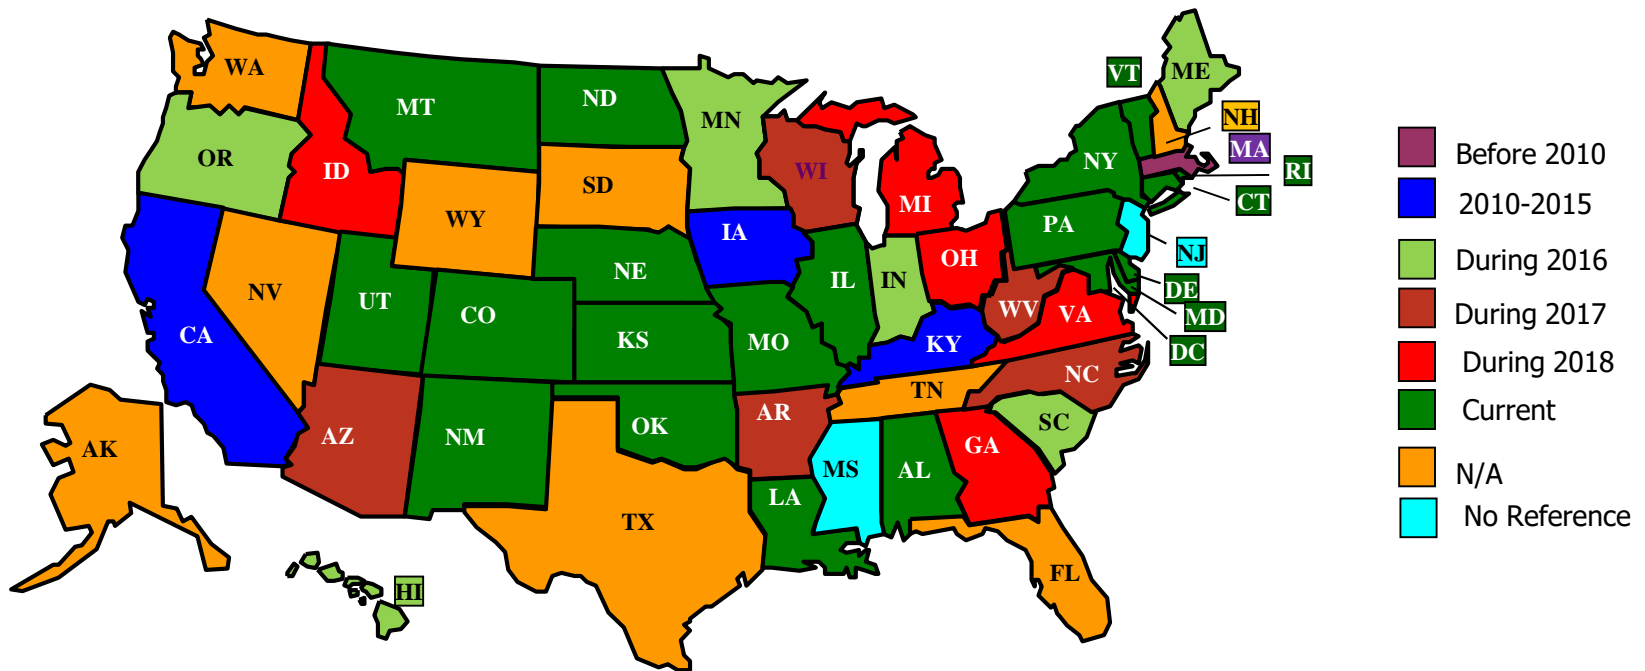 WA
MT
ND
MN
VT
ME
NH
MA
RI
CT
OR
ID
SD
WI
NY
MI
WY
IA
PA
NJ
NE
IL
IN
OH
DE
MD
DC
NV
UT
CO
CA
KS
MO
KY
WV
VA
NC
TN
AZ
NM
OK
AR
SC
GA
AK
MS
AL
LA
TX
FL
HI
Before 2010
2010-2015
During 2016
During 2017
During 2018
Current
N/A
No Reference